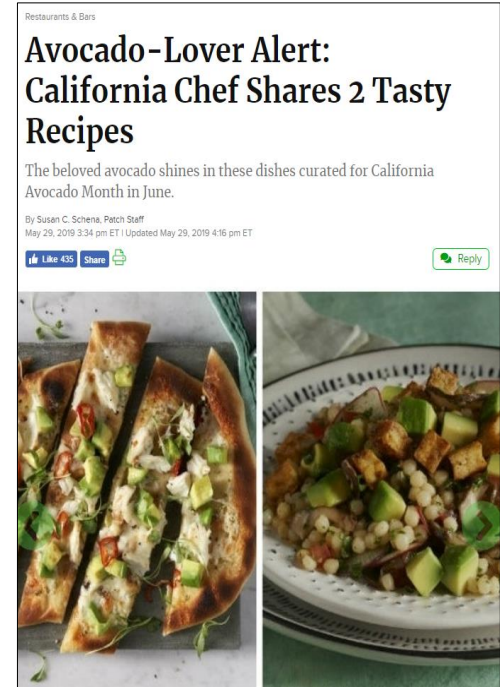 Restaurants & Bars
Avocado-Lover Alert:
California Chef Shares 2 Tasty
Recipes
The beloved avocado shines in these dishes curated for California
Avocado Month in June.
By Susan C. Schena, Patch Staff
May 29, 2019 3:34 pm ET | Updated May 29, 2019 4:16 pm ET
Like 435 Share Reply